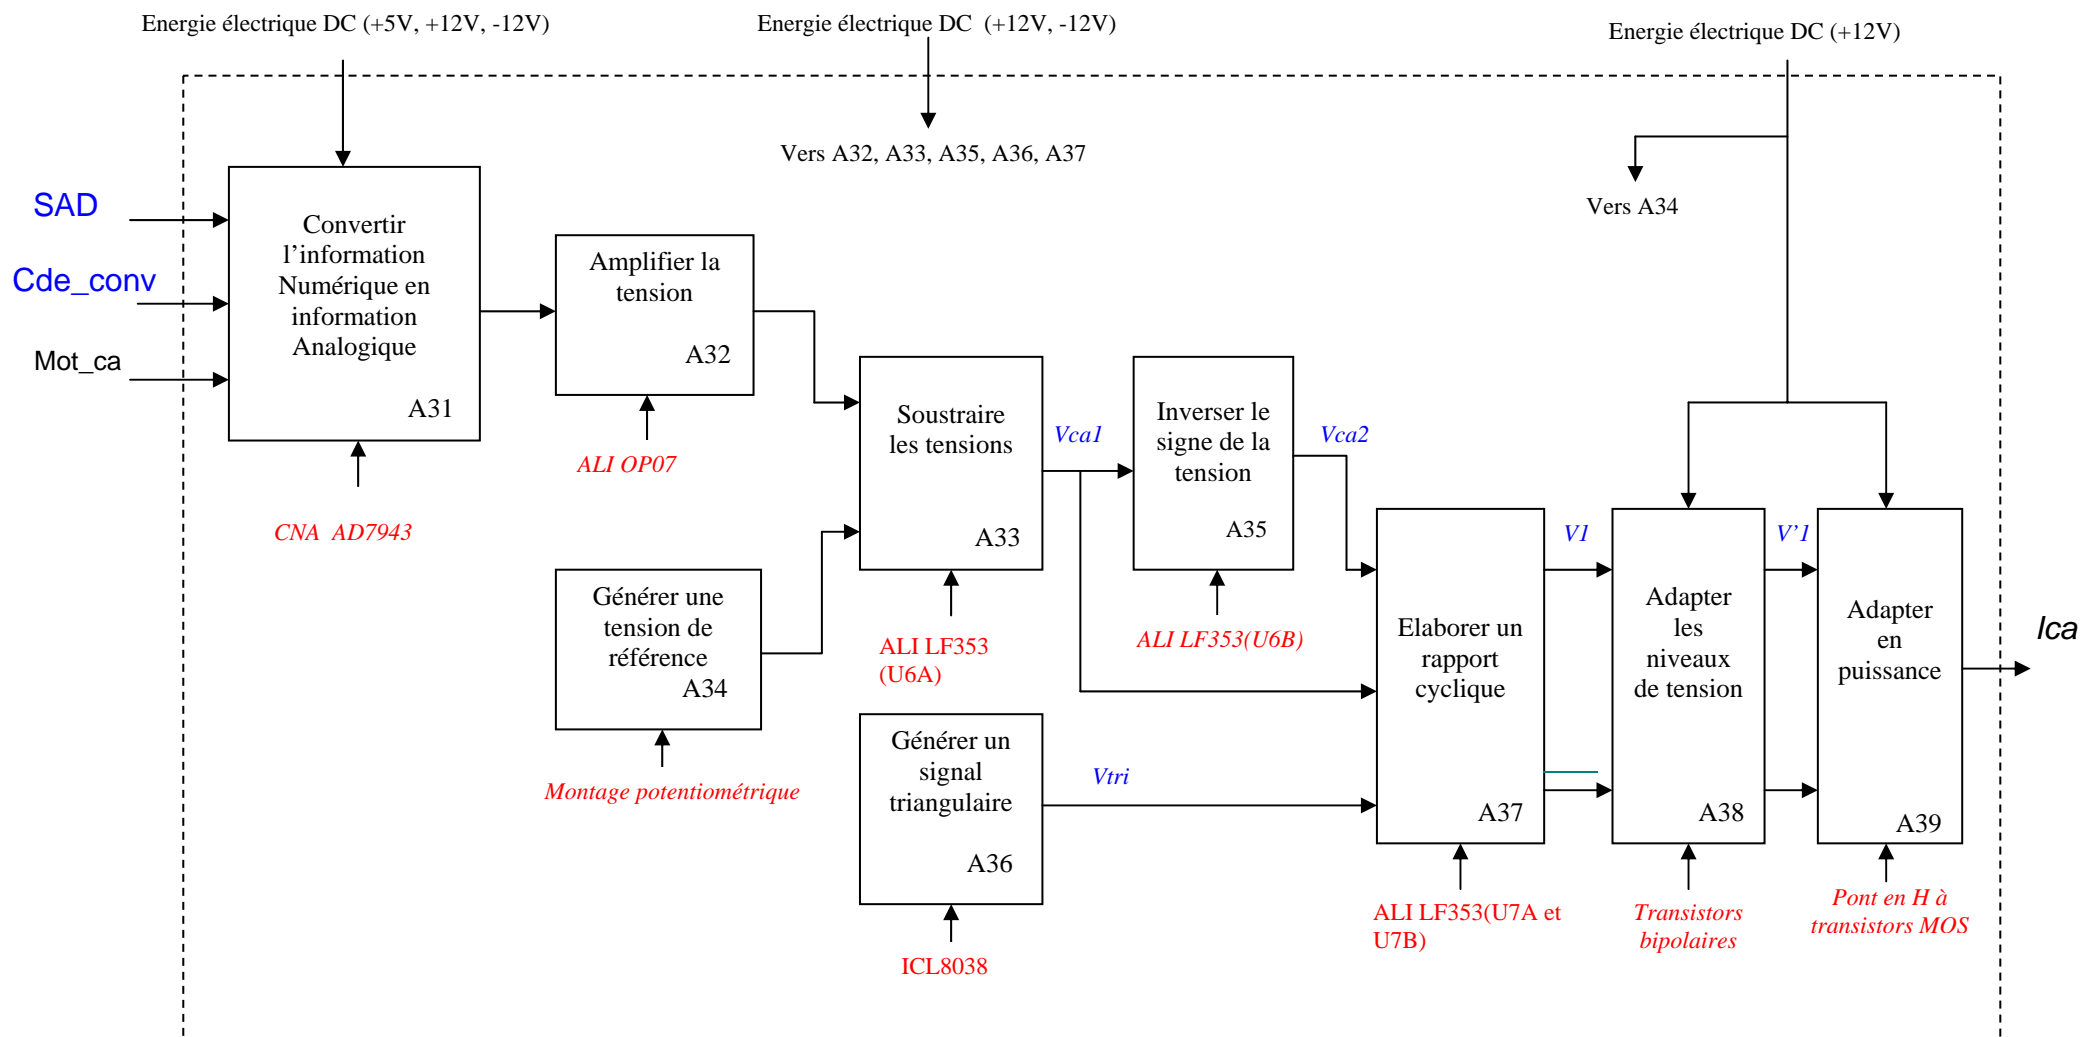 Energie électrique DC (+5V, +12V, -12V)
Energie électrique DC  (+12V, -12V)
Energie électrique DC (+12V)
Vers A32, A33, A35, A36, A37
Vers A34
SAD
Cde_conv
Mot_ca
Convertir
l’information
Numérique en
information
Analogique
A31
CNA  AD7943
Amplifier la
tension
A32
ALI OP07
Soustraire
les tensions
A33
ALI LF353
(U6A)
Générer une
tension de
référence
A34
Montage potentiométrique
Vca1
Inverser le
signe de la
tension
A35
ALI LF353(U6B)
Vca2
Générer un
signal
triangulaire
A36
ICL8038
Vtri
Elaborer un
rapport
cyclique
A37
ALI LF353(U7A et
U7B)
V1
Adapter
les
niveaux
de tension
A38
Transistors
bipolaires
V’1
Adapter
en
puissance
A39
Pont en H à
transistors MOS
Ica